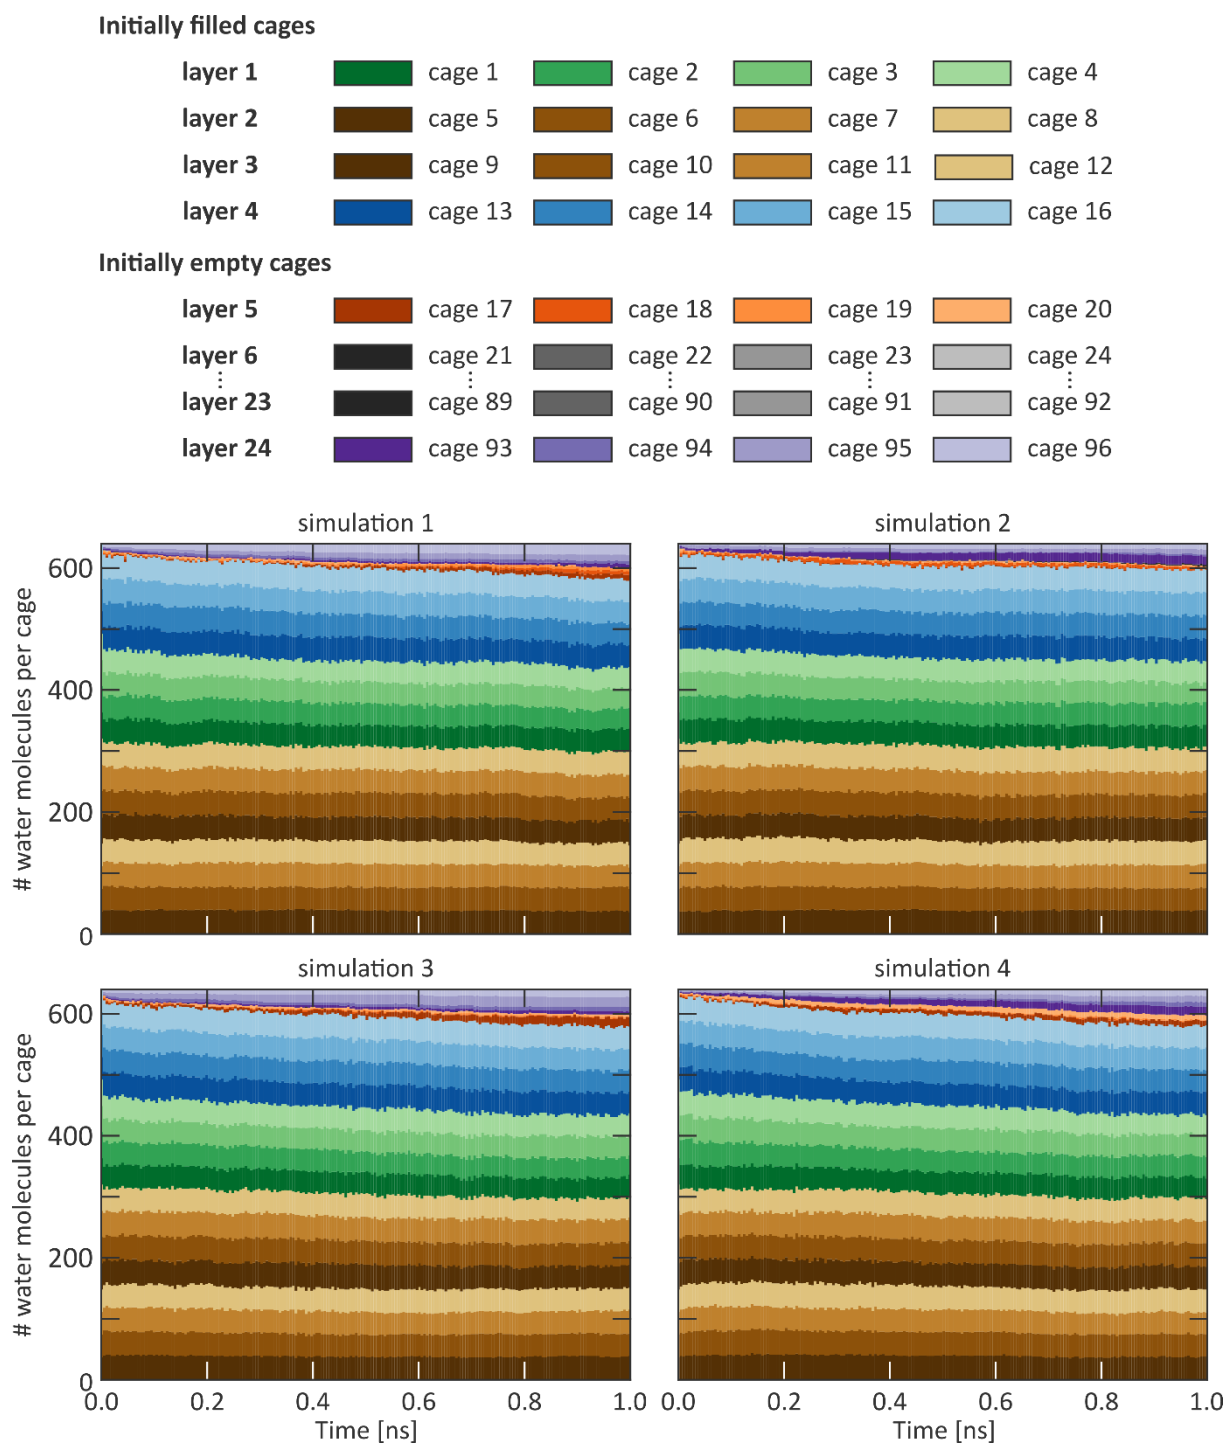 Initially filled cages
layer 1 cage 1 cage 2 cage 3 cage 4
layer 2 cage 5 cage 6 cage 7 cage 8
layer 3 cage 9 cage 10 cage 11 cage 12
layer 4 cage 13 cage 14 cage 15 cage 16
Initially empty cages
layer 5 cage 17 cage 18 cage 19 cage 20
layer 6 cage 21 cage 22 cage 23 cage 24
layer 23 cage 89 cage 90 cage 91 cage 92
layer 24 cage 93 cage 94 cage 95 cage 96
simulation 1
# water molecules per cage
600
400
200
0
simulation 2
simulation 3
# water molecules per cage
600
400
200
0
0.0 0.2 0.4 0.6 0.8 1.0
Time [ns]
simulation 4
0.0 0.2 0.4 0.6 0.8 1.0
Time [ns]